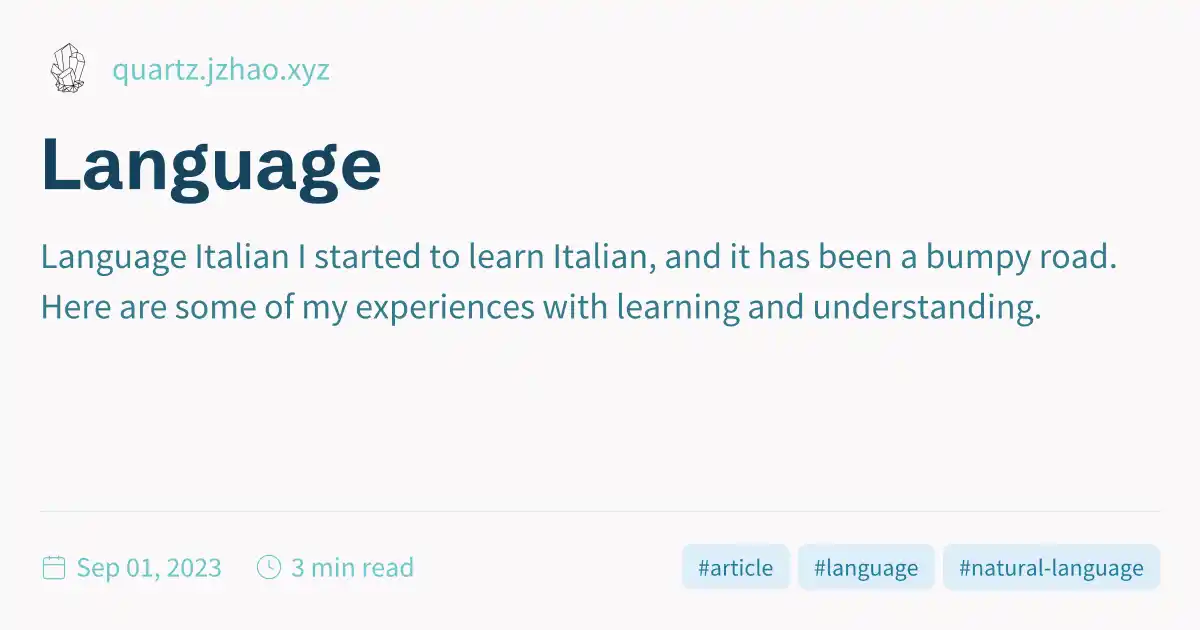 quartz.jzhao.xyz
Language
Language Italian I started to learn Italian, and it has been a bumpy road.
Here are some of my experiences with learning and understanding.
Sep 01, 2023 3 min read #article #language #natural-language